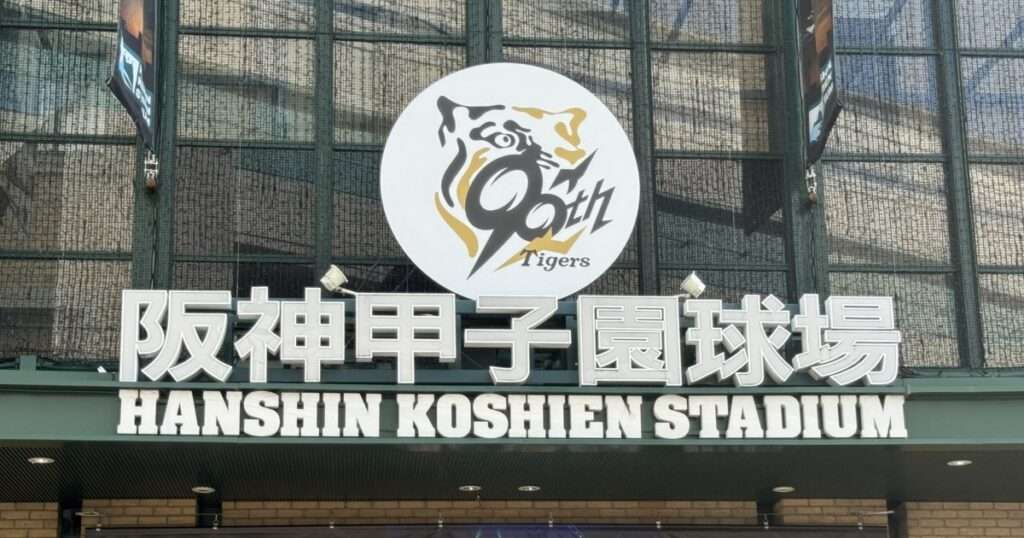 90th
Tigers
阪神甲子園球場
HANSHIN KOSHIEN STADIUM